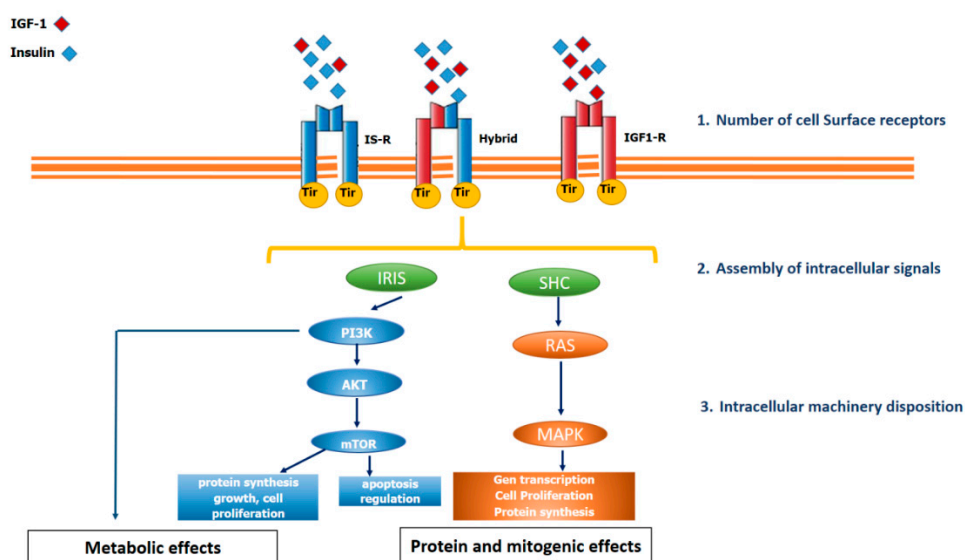 IGF-1
Insulin
IS-R
Hybrid
IGF1-R
1. Number of cell Surface receptors
Tir
Tir
Tir
Tir
Tir
Tir
2. Assembly of intracellular signals
IRIS
SHC
PI3K
RAS
AKT
3. Intracellular machinery disposition
mTOR
MAPK
protein synthesis
growth, cell
proliferation
apoptosis
regulation
Gen transcription
Cell Proliferation
Protein synthesis
Metabolic effects
Protein and mitogenic effects